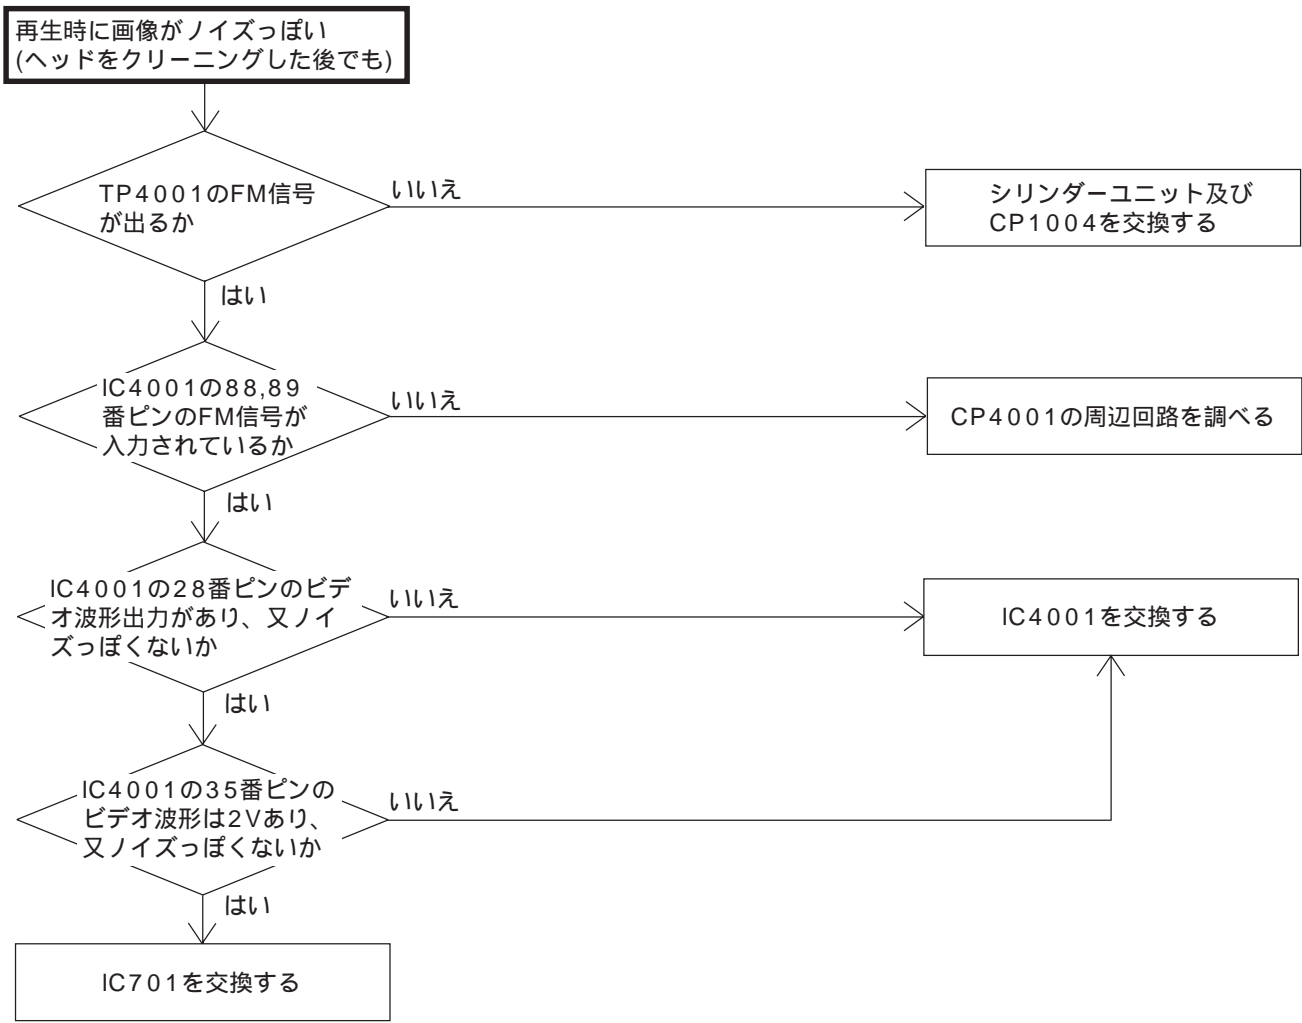 再生時に画像がノイズっぽい
(ヘッドをクリーニングした後でも)
TP4001のFM信号
が出るか
いいえ
シリンダーユニット及び
CP1004を交換する
はい
IC4001の88,89
番ピンのFM信号が
入力されているか
いいえ
CP4001の周辺回路を調べる
はい
IC4001の28番ピンのビデ
オ波形出力があり、又ノイ
ズっぽくないか
いいえ
IC4001を交換する
はい
IC4001の35番ピンの
ビデオ波形は2Vあり、
又ノイズっぽくないか
いいえ
はい
IC701を交換する